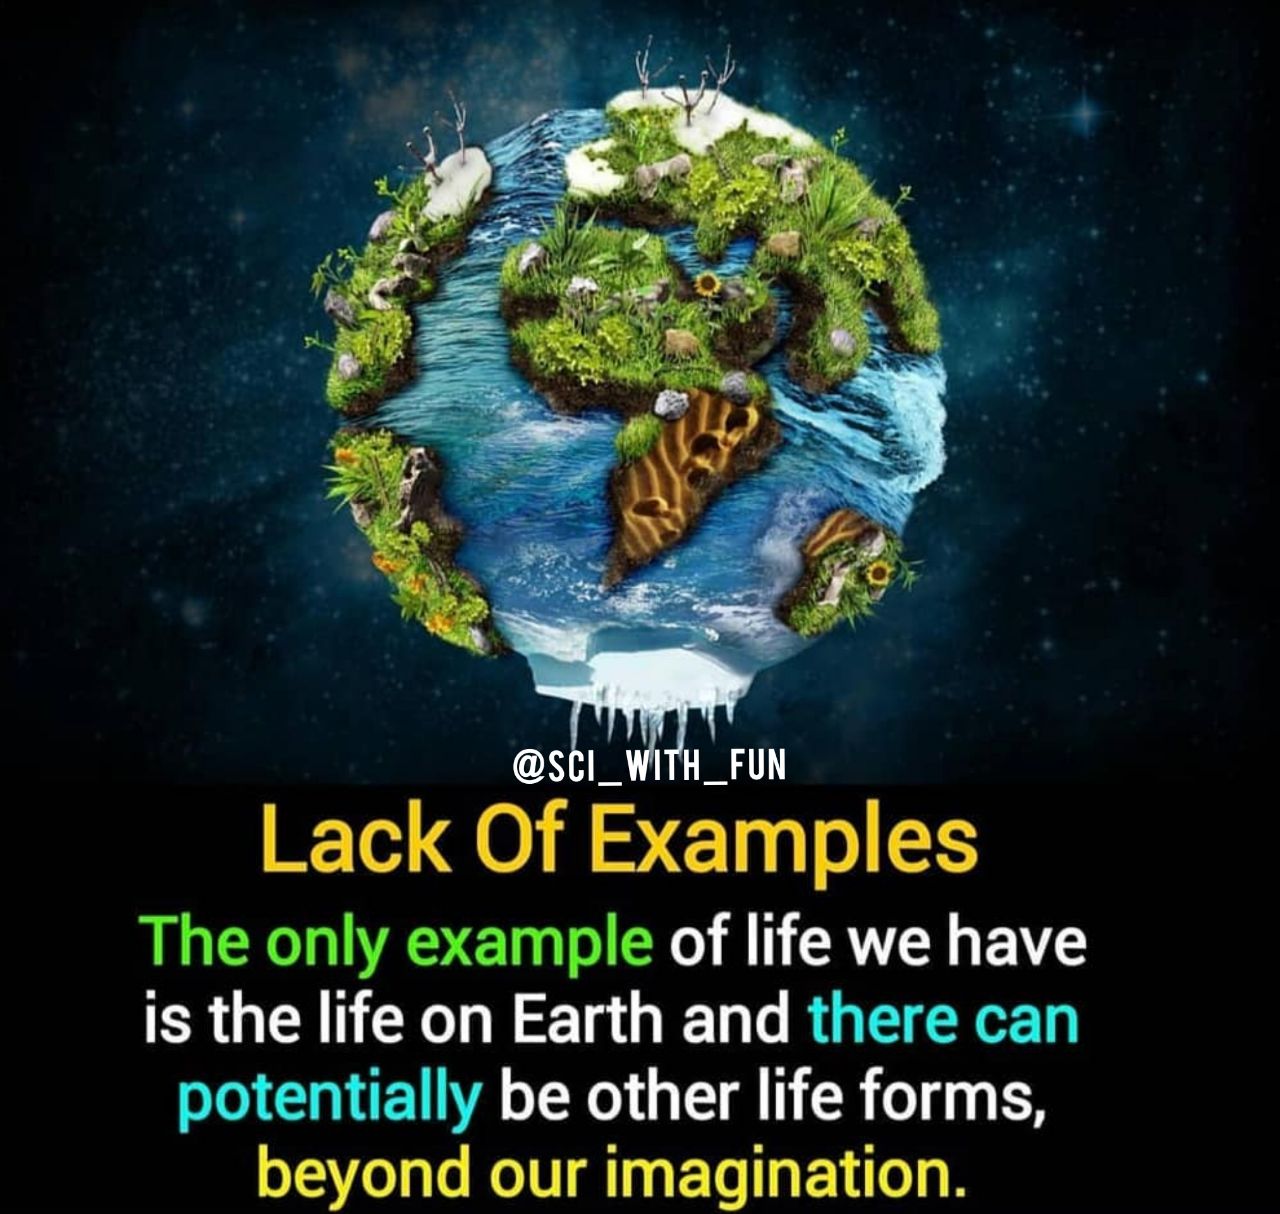 @SCI_WITH_FUN
Lack Of Examples
The only example of life we have
is the life on Earth and there can
potentially be other life forms,
beyond our imagination.